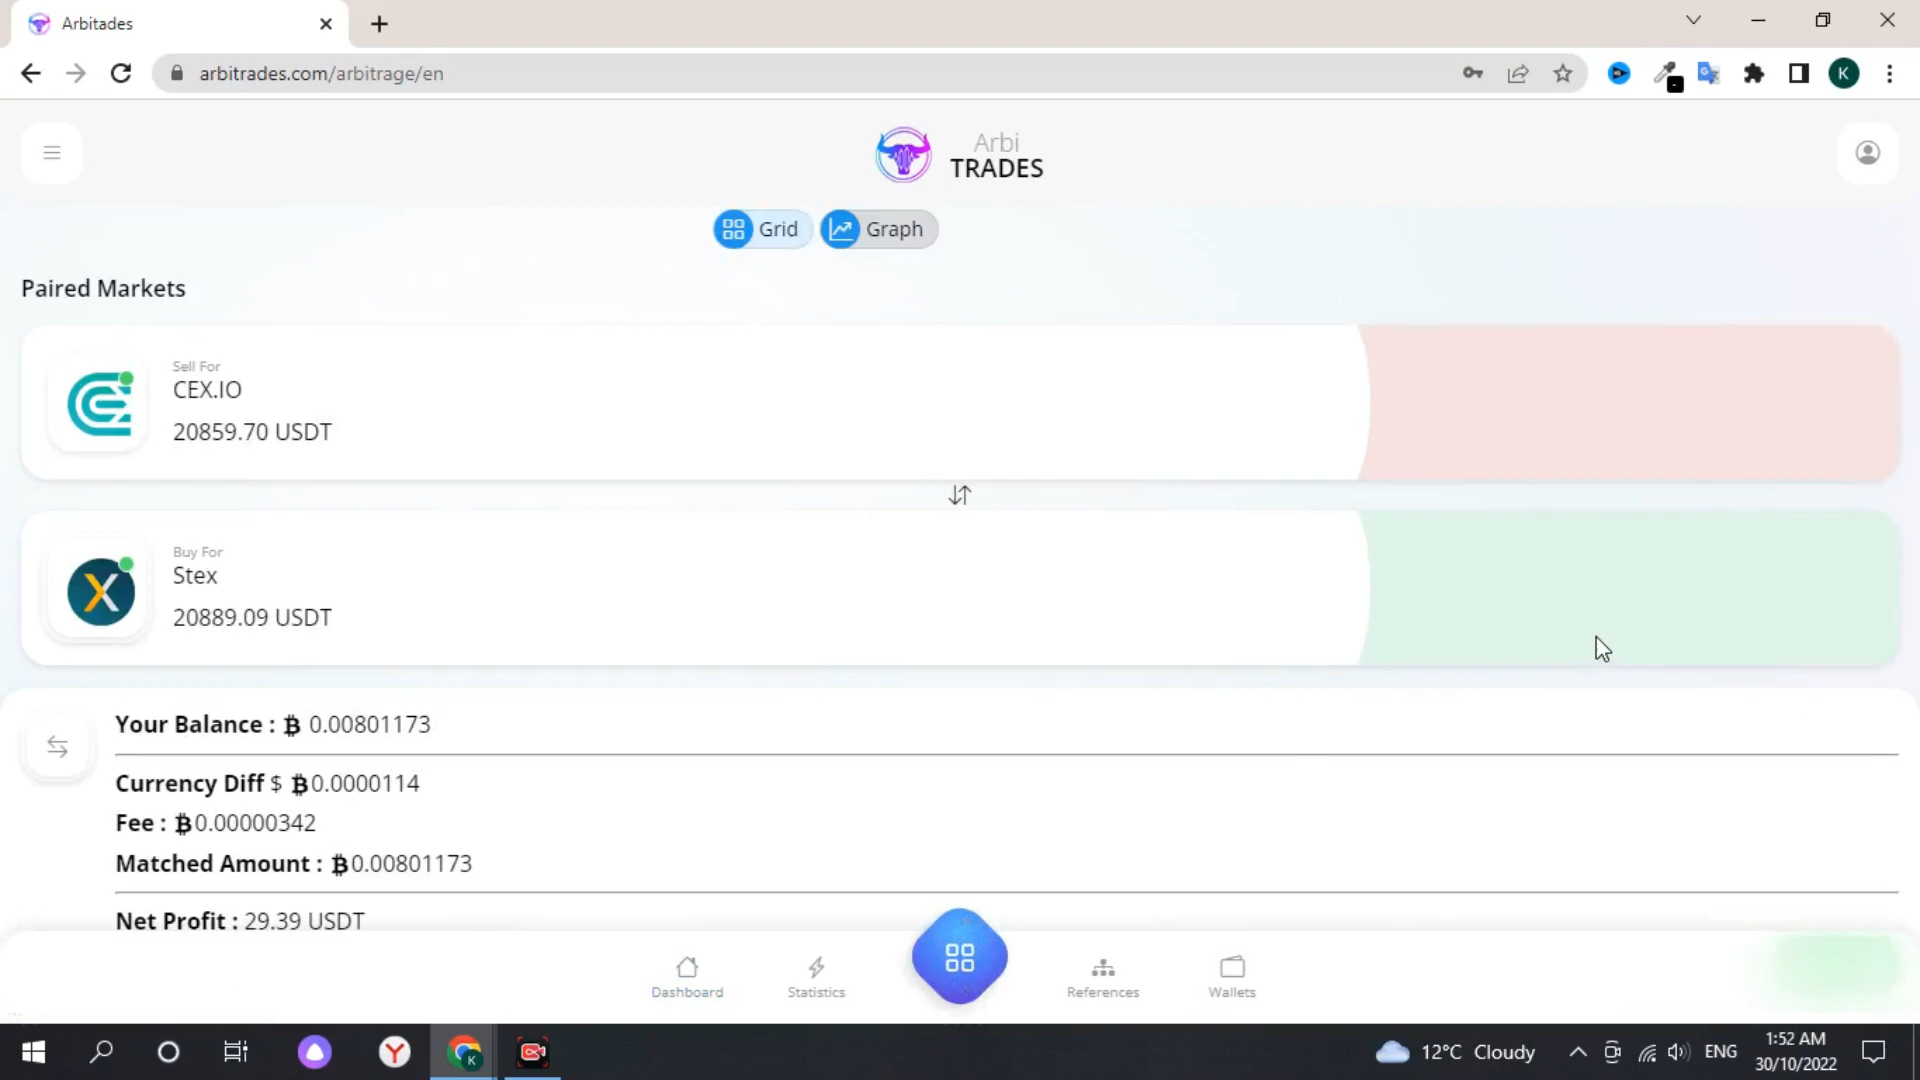 Arbitades
arbitrades.com/arbitrage/en
K
Arbi
TRADES
Grid
Graph
Paired Markets
Sell For
CEX.IO
20859.70 USDT
Buy For
Stex
20889.09 USDT
Your Balance : ₿ 0.00801173
Currency Diff $ ₿0.0000114
Fee : ₿0.00000342
Matched Amount : ₿0.00801173
Net Profit : 29.39 USDT
Dashboard
Statistics
References
Wallets
12°C Cloudy
ENG
1:52 AM
30/10/2022